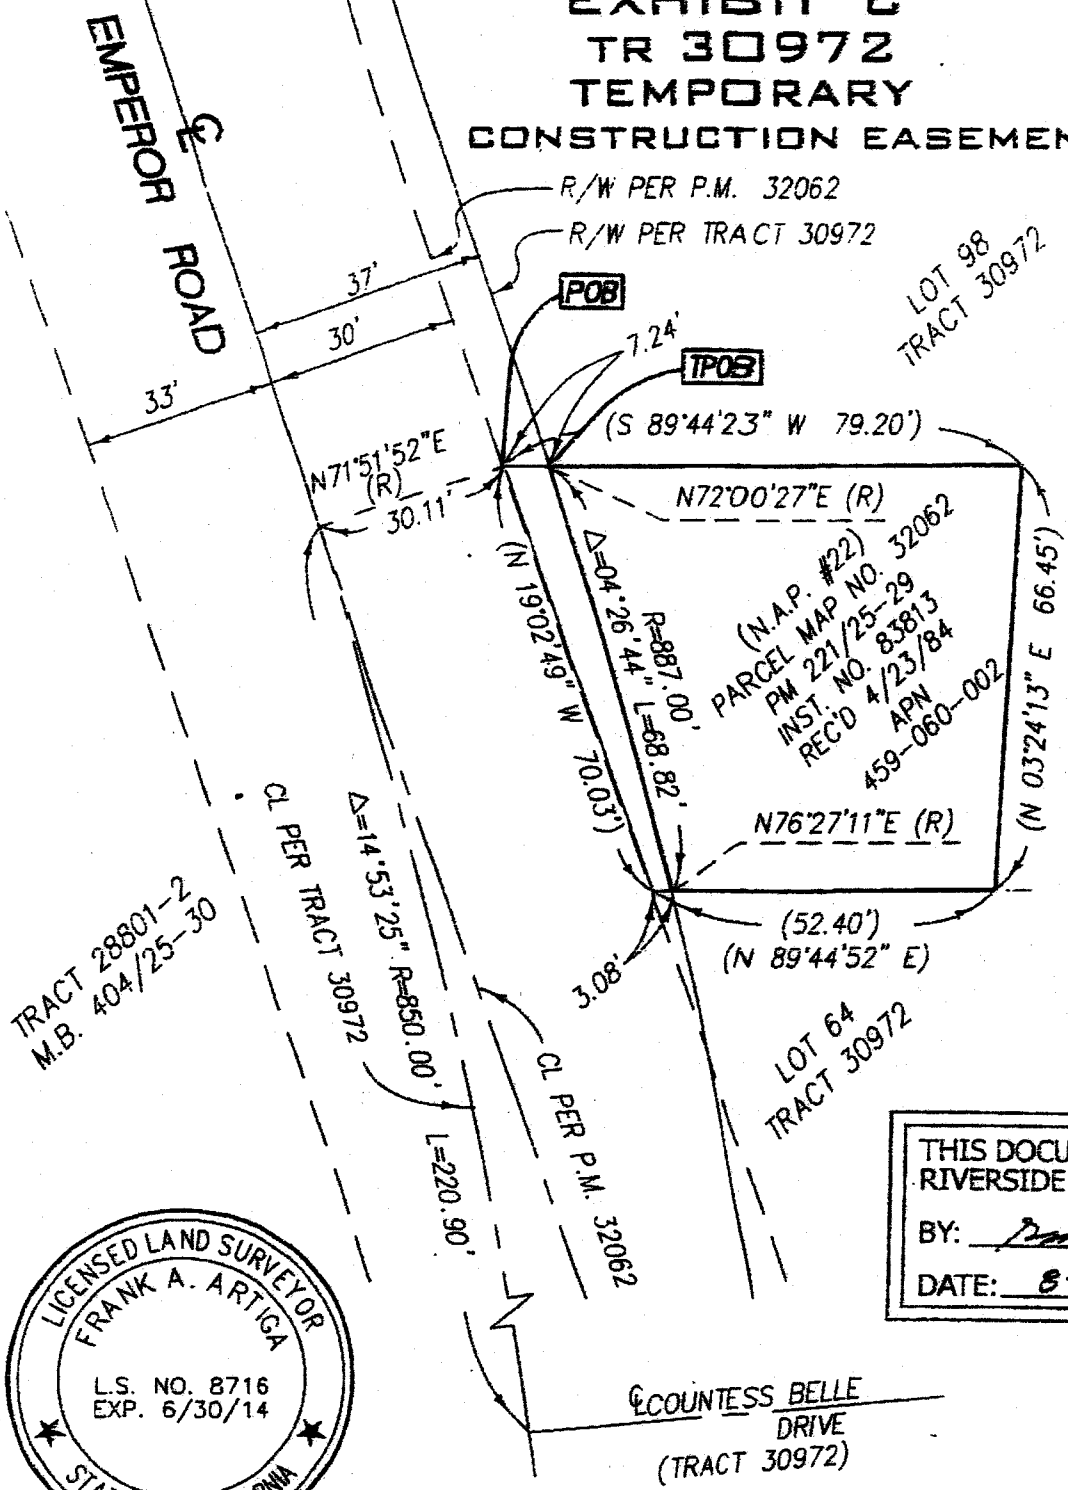 EXHIBIT "C"
TR 30972
TEMPORARY
CONSTRUCTION EASEMEN
EMPEROR ROAD
R/W PER P.M. 32062
R/W PER TRACT 30972
LOT 98
TRACT 30972
37'
30'
33'
POB
7.24'
TPOB
(S 89°44'23" W 79.20')
N71°51'52"E
(R)
30.11'
N72°00'27"E (R)
(N 19°02'49" W 70.03')
Δ=04°26'44" L=68.82'
R=887.00'
(N.A.P. #22)
PARCEL MAP NO. 32062
PM 221/25-29
INST. NO. 83813
REC'D 4/23/84
APN
459-060-002
(N 03°24'13" E 66.45')
N76°27'11"E (R)
(52.40')
(N 89°44'52" E)
3.08'
CL PER TRACT 30972
Δ=14°53'25" R=850.00' L=220.90'
CL PER P.M. 32062
TRACT 28801-2
M.B. 404/25-30
LOT 64
TRACT 30972
THIS DOCU
RIVERSIDE
BY:
DATE: 8
LICENSED LAND SURVEYOR
FRANK A. ARTIGA
L.S. NO. 8716
EXP. 6/30/14
℄ COUNTESS BELLE
DRIVE
(TRACT 30972)